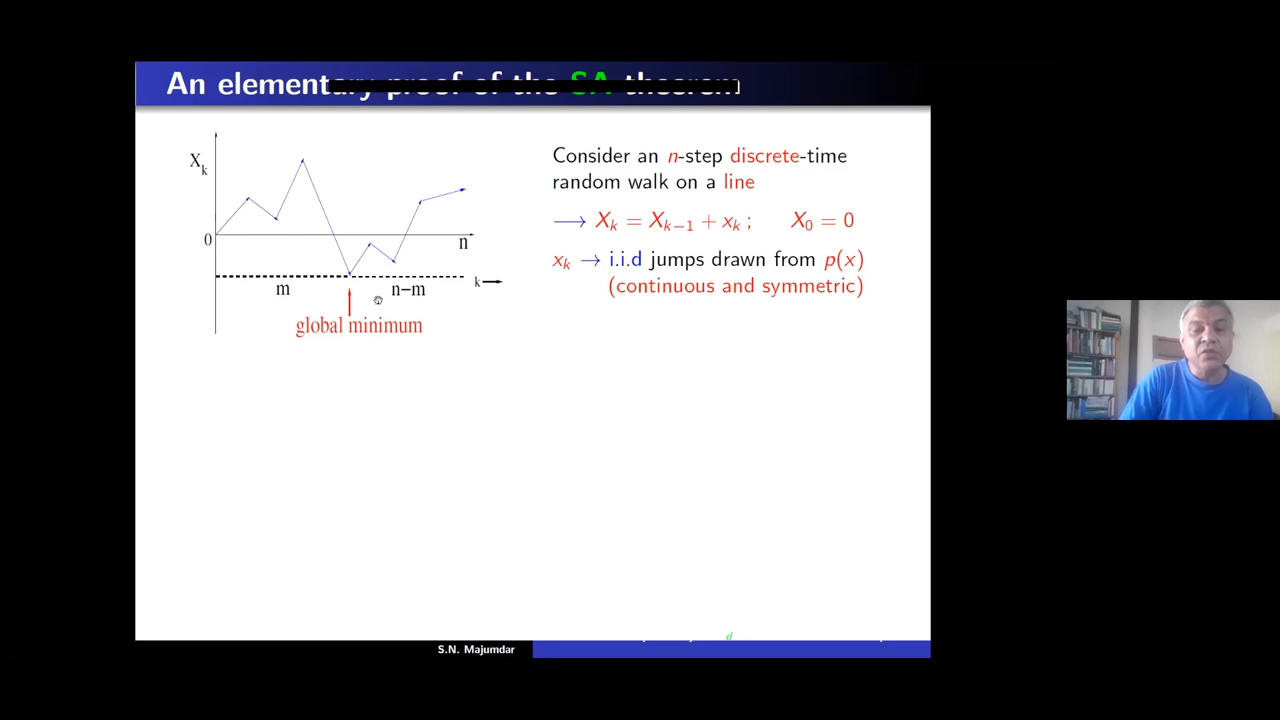 An elementary proof of the SA theorem
X_k
0
n
m
n−m
k →
global minimum
Consider an n-step discrete-time
random walk on a line
→ X_k = X_{k−1} + x_k ; X_0 = 0
x_k → i.i.d jumps drawn from p(x)
(continuous and symmetric)
S.N. Majumdar